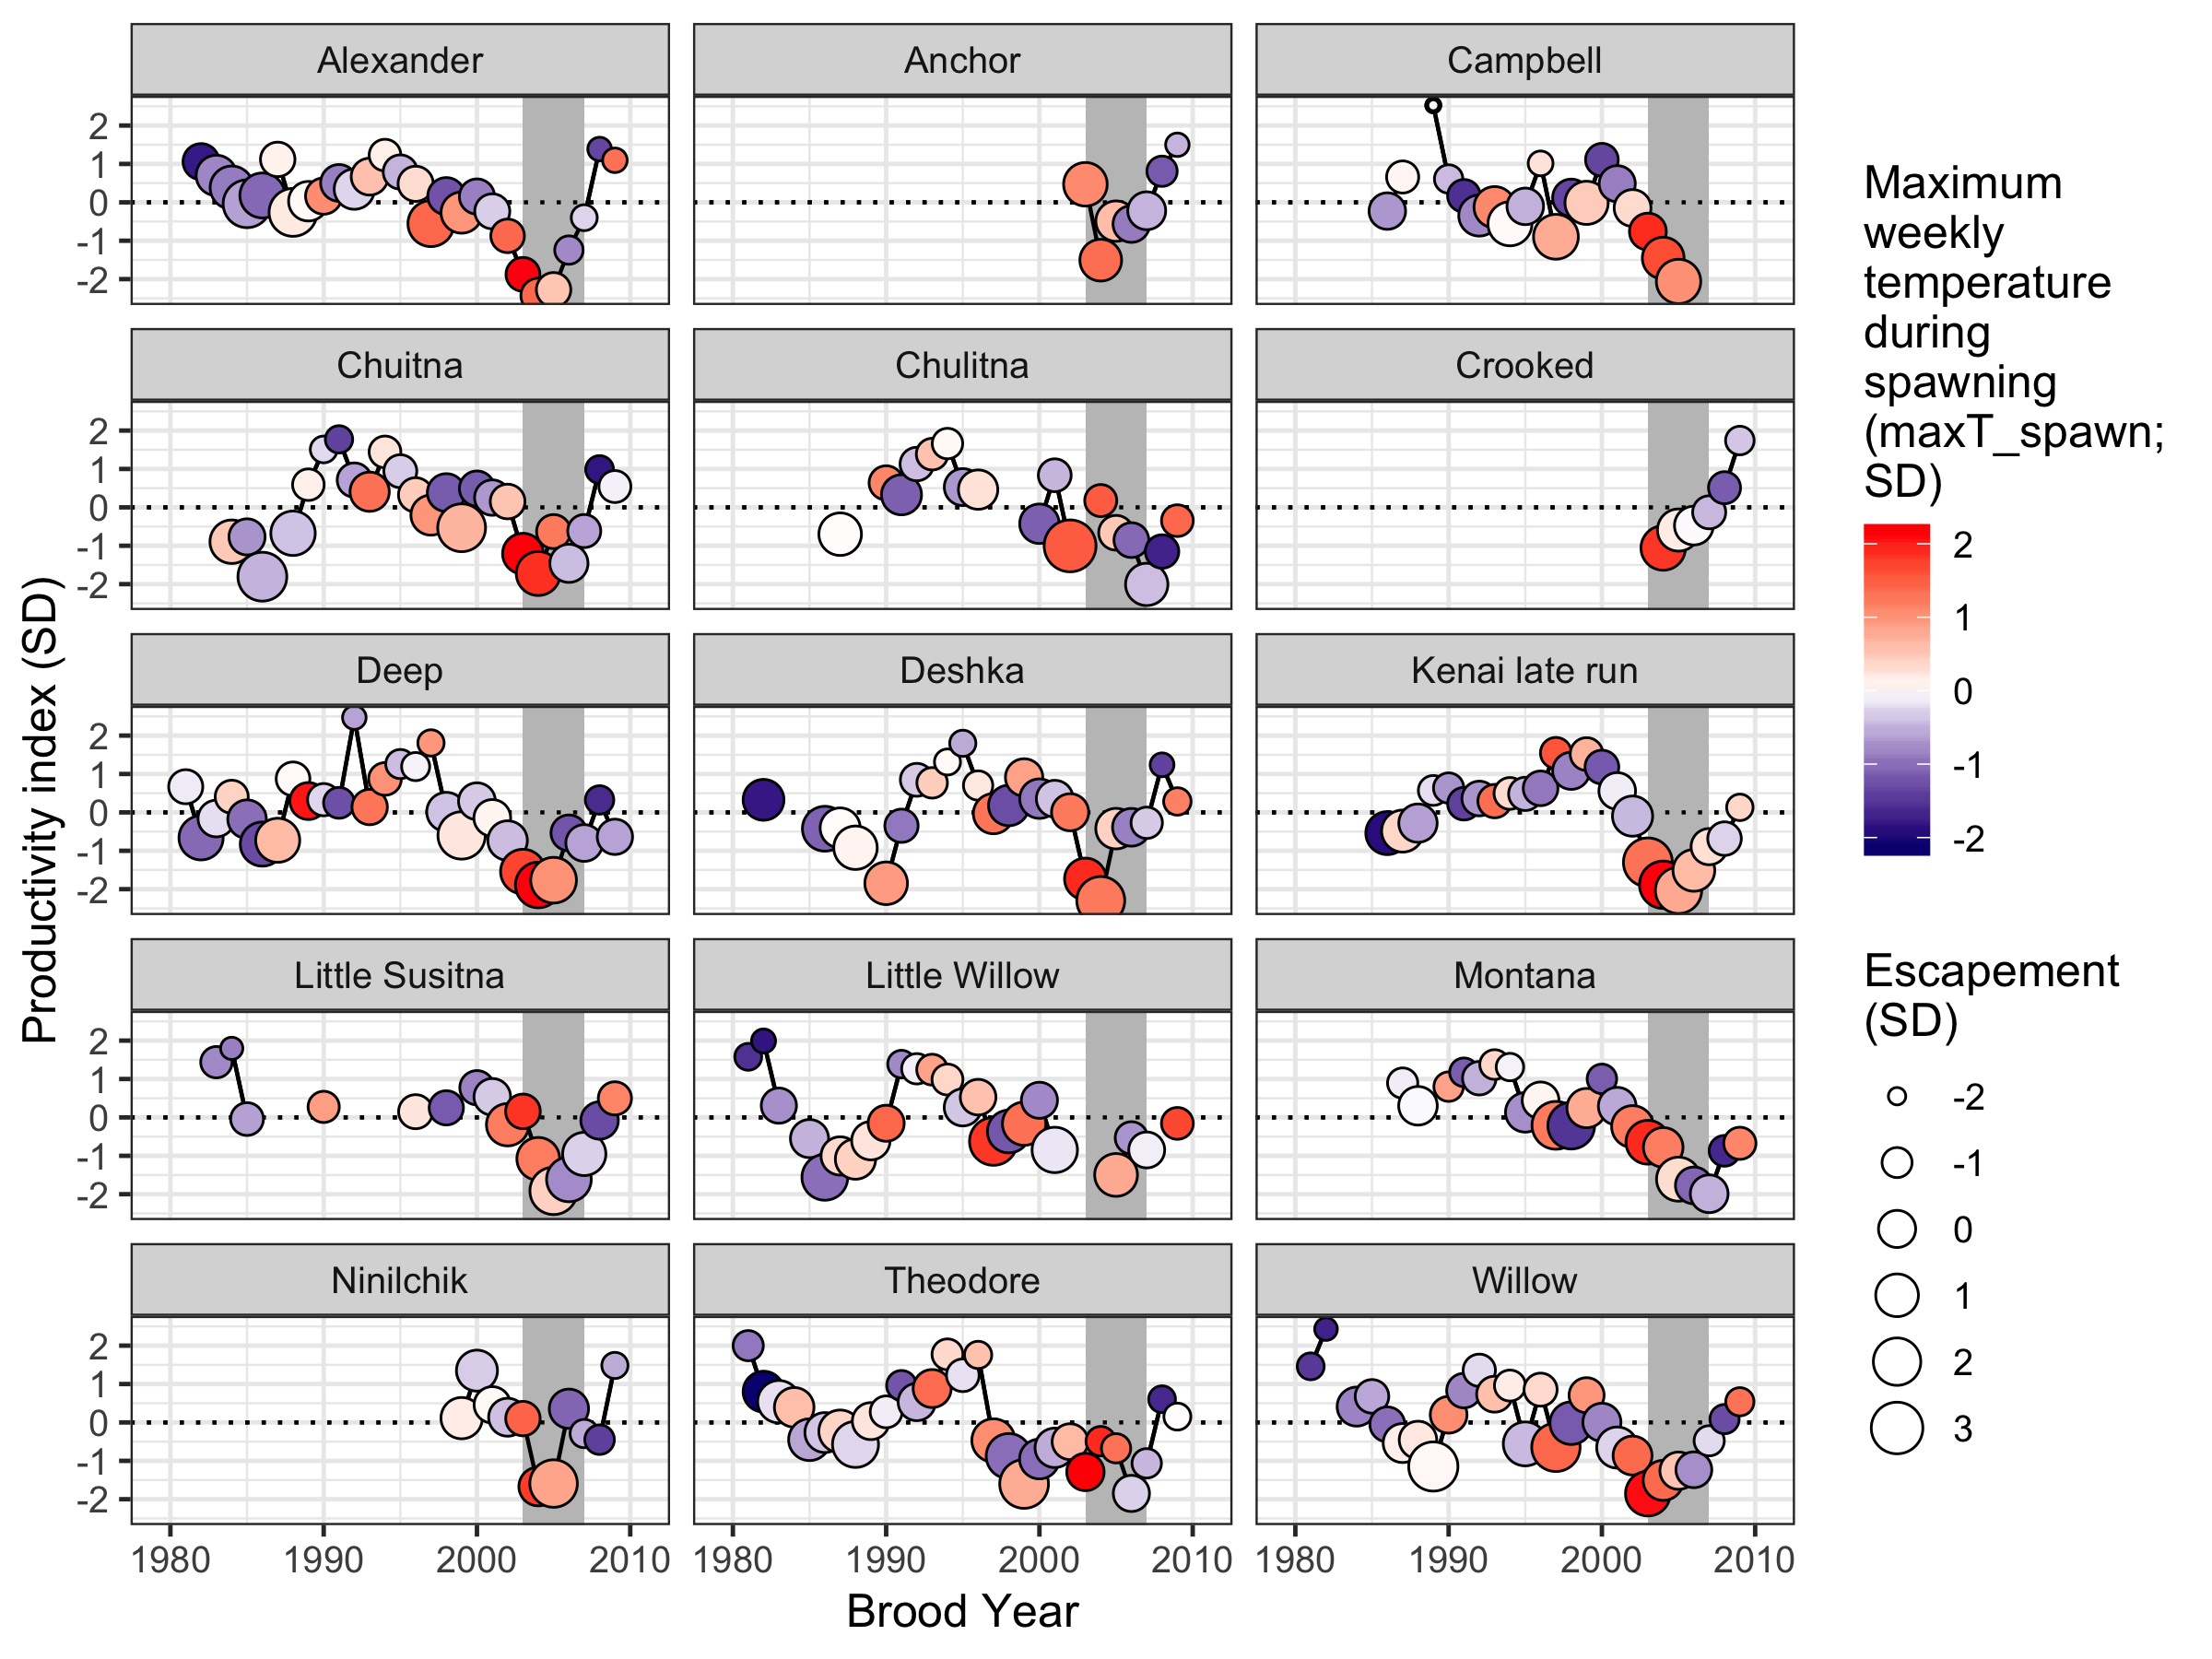 Alexander
Anchor
Campbell
2
1
0
-1
-2
Chuitna
Chulitna
Crooked
2
1
0
-1
-2
Deep
Deshka
Kenai late run
2
1
0
-1
-2
Little Susitna
Little Willow
Montana
2
1
0
-1
-2
Ninilchik
Theodore
Willow
2
1
0
-1
-2
1980 1990 2000 2010
1980 1990 2000 2010
1980 1990 2000 2010
Brood Year
Productivity index (SD)
Maximum
weekly
temperature
during
spawning
(maxT_spawn;
SD)
2
1
0
-1
-2
Escapement
(SD)
-2
-1
0
1
2
3